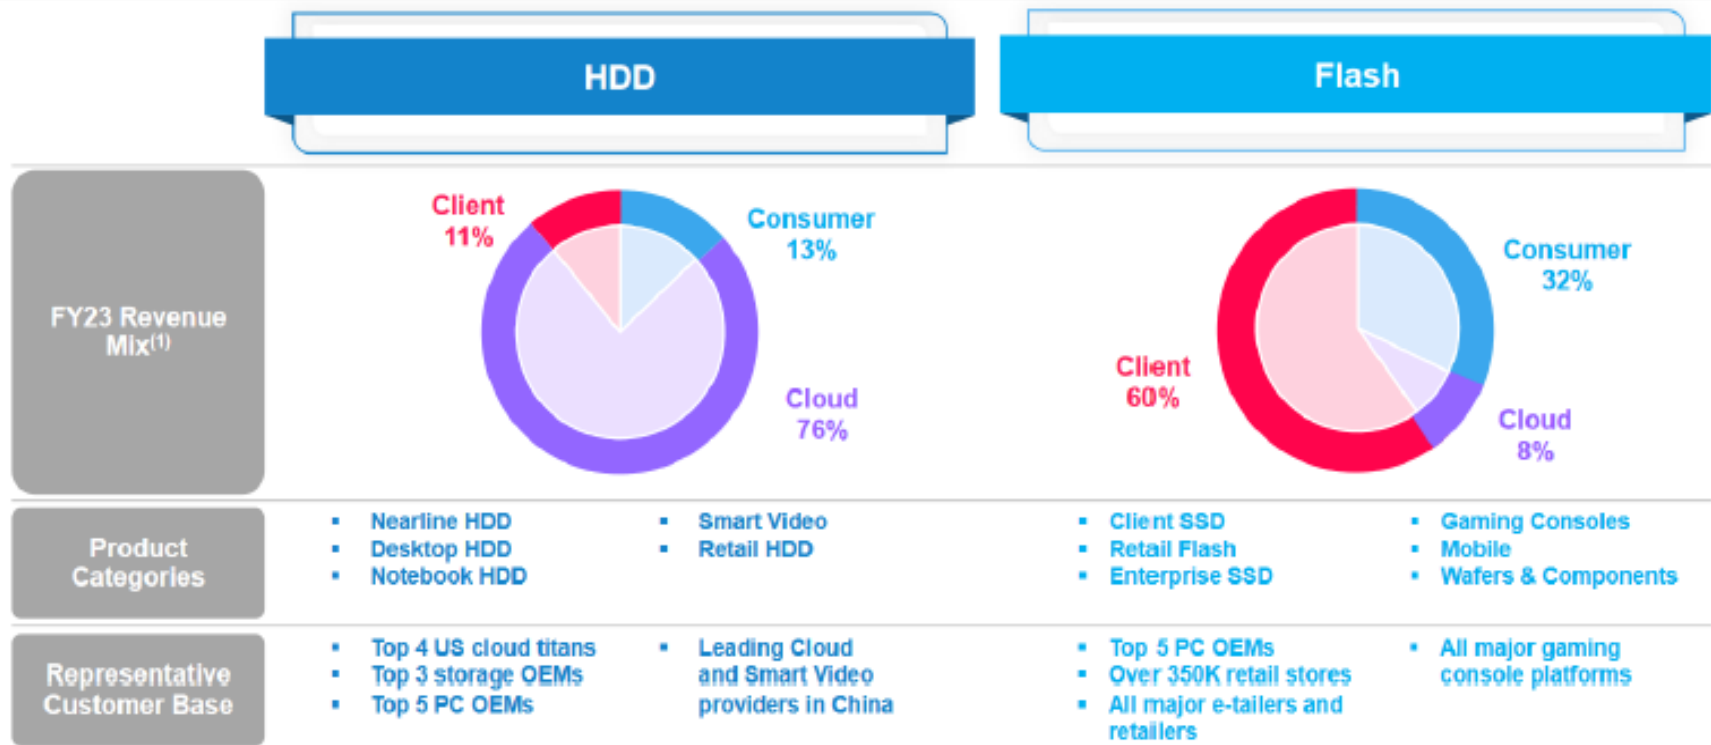 HDD
Flash
FY23 Revenue
Mix(1)
Client
11%
Consumer
13%
Cloud
76%
Consumer
32%
Client
60%
Cloud
8%
Product
Categories
▪ Nearline HDD
▪ Desktop HDD
▪ Notebook HDD
▪ Smart Video
▪ Retail HDD
▪ Client SSD
▪ Retail Flash
▪ Enterprise SSD
▪ Gaming Consoles
▪ Mobile
▪ Wafers & Components
Representative
Customer Base
▪ Top 4 US cloud titans
▪ Top 3 storage OEMs
▪ Top 5 PC OEMs
▪ Leading Cloud
and Smart Video
providers in China
▪ Top 5 PC OEMs
▪ Over 350K retail stores
▪ All major e-tailers and
retailers
▪ All major gaming
console platforms